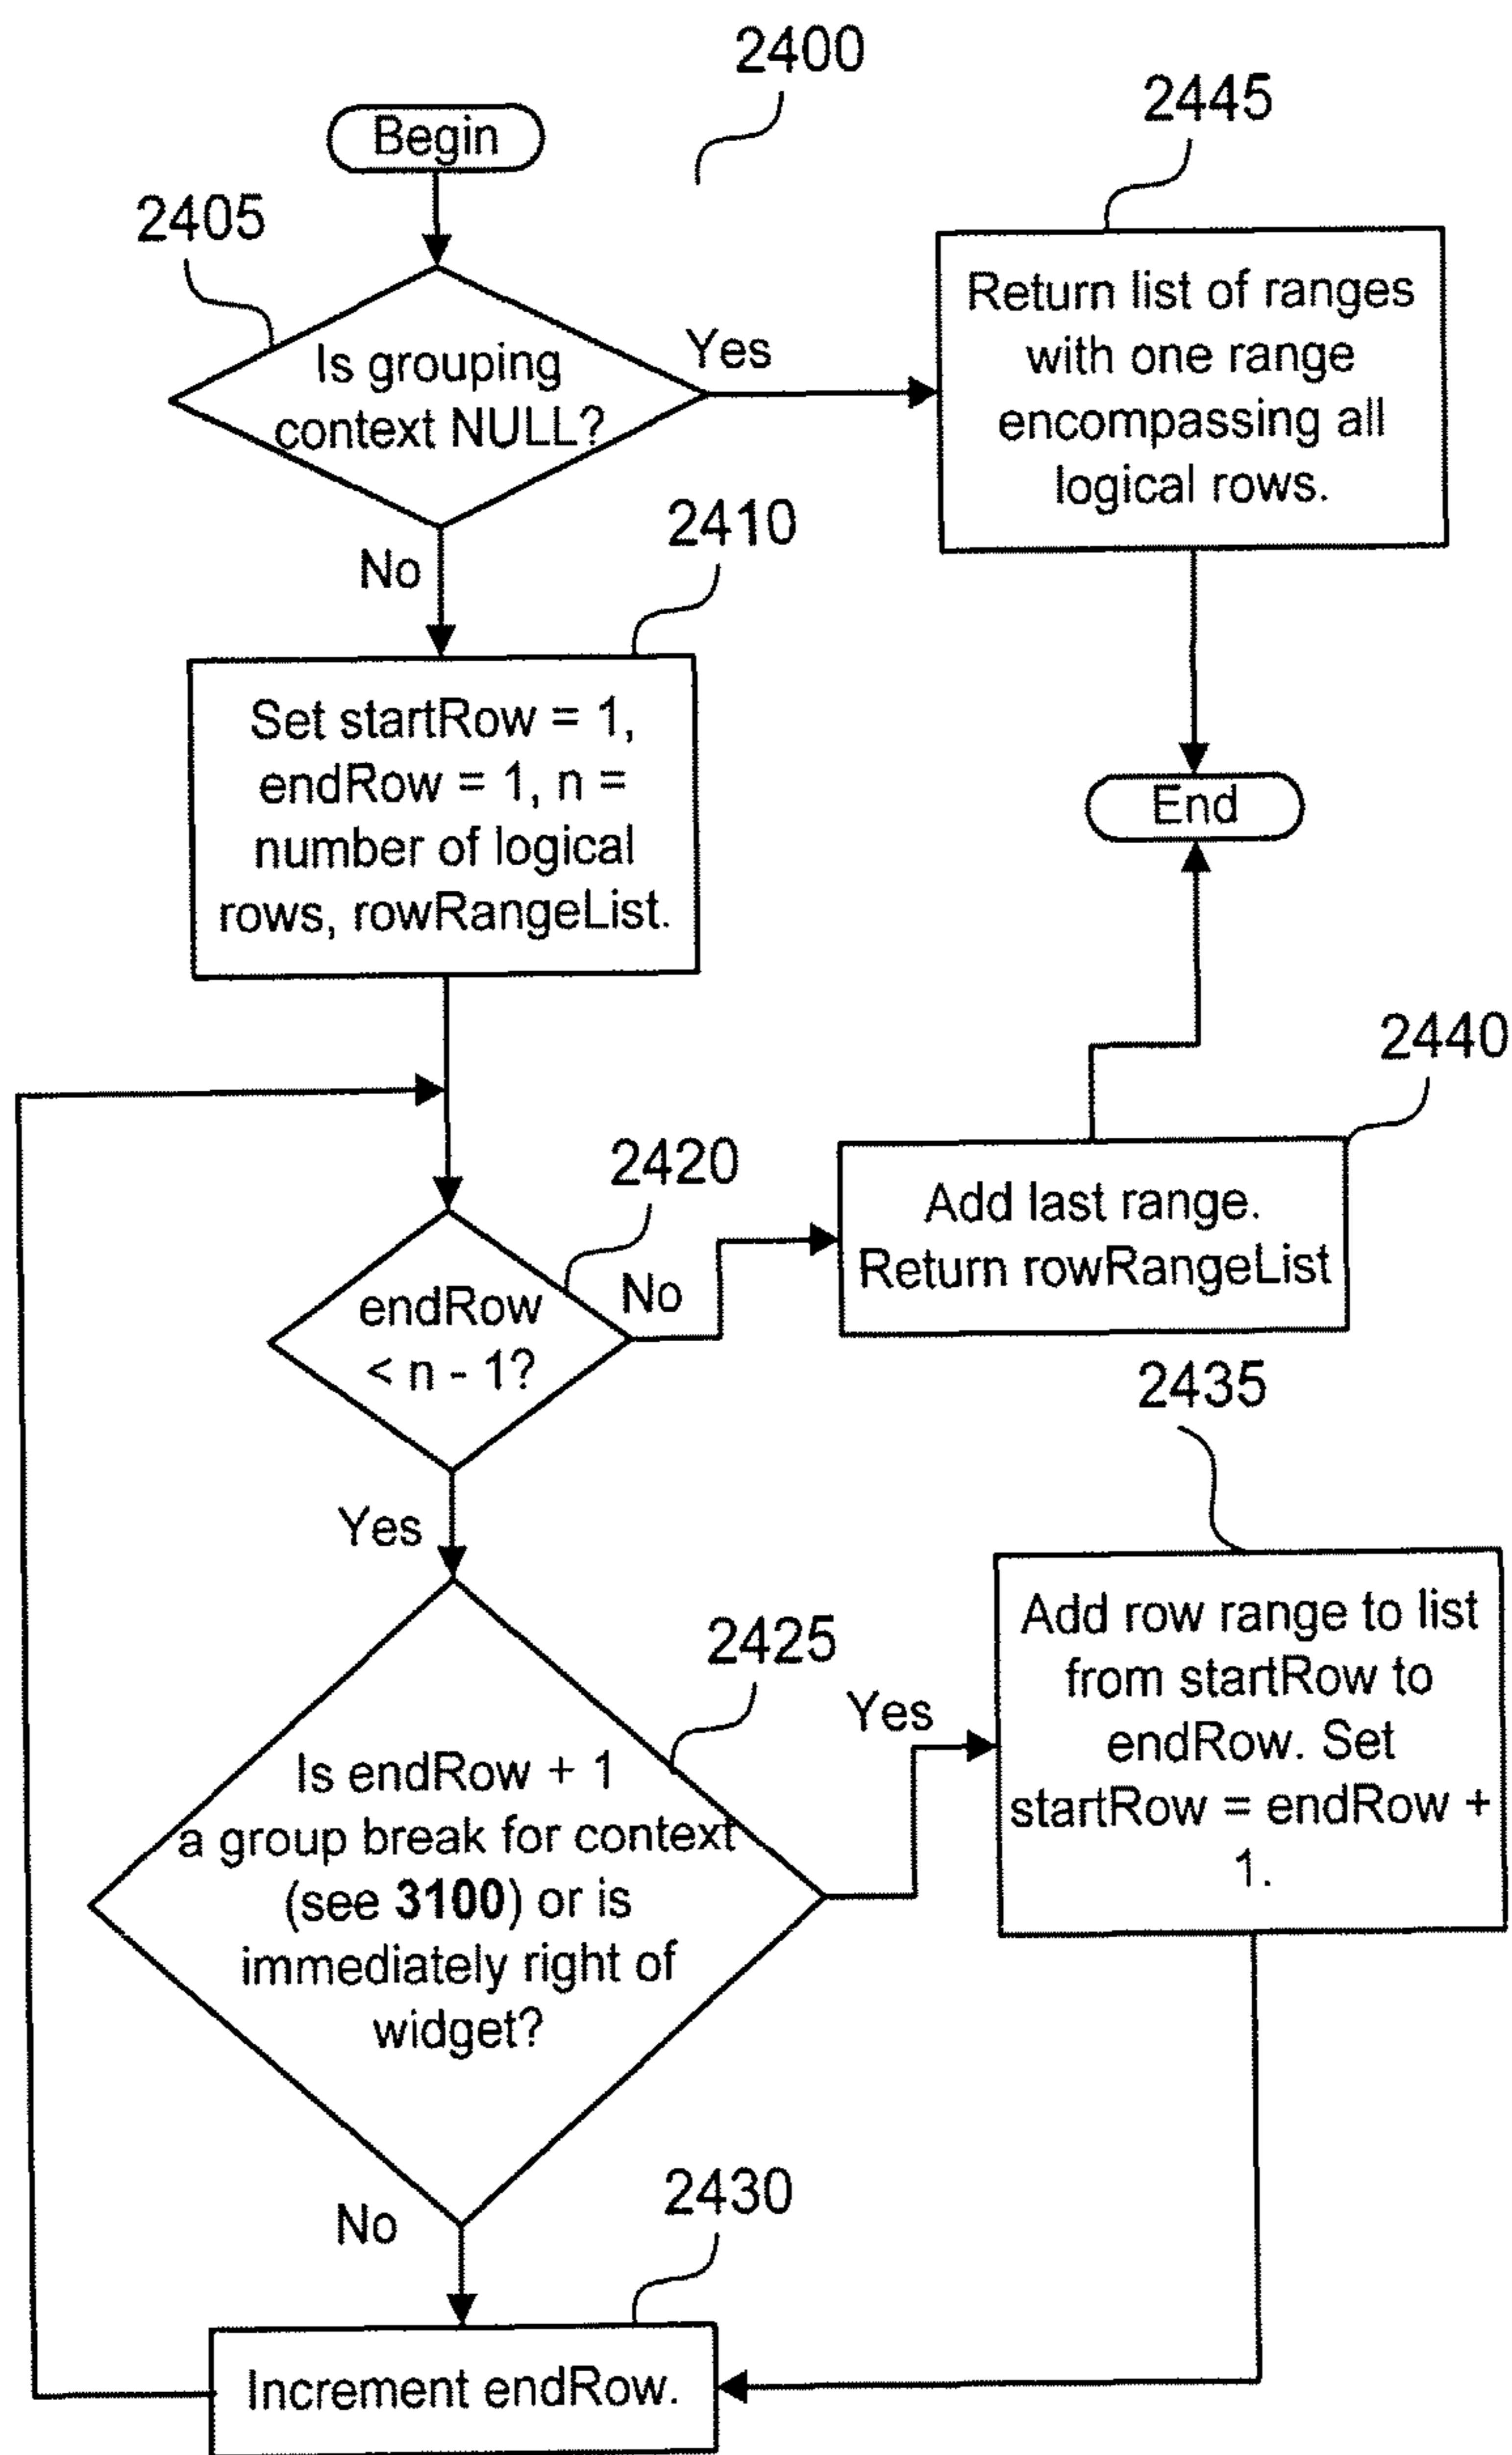 2400
2445
Begin
2405
Is grouping
context NULL?
Yes
Return list of ranges
with one range
encompassing all
logical rows.
No
2410
Set startRow = 1,
endRow = 1, n =
number of logical
rows, rowRangeList.
End
2440
2420
Add last range.
Return rowRangeList
endRow
< n - 1?
No
2435
Yes
2425
Is endRow + 1
a group break for context
(see 3100) or is
immediately right of
widget?
Yes
Add row range to list
from startRow to
endRow. Set
startRow = endRow +
1.
No
2430
Increment endRow.